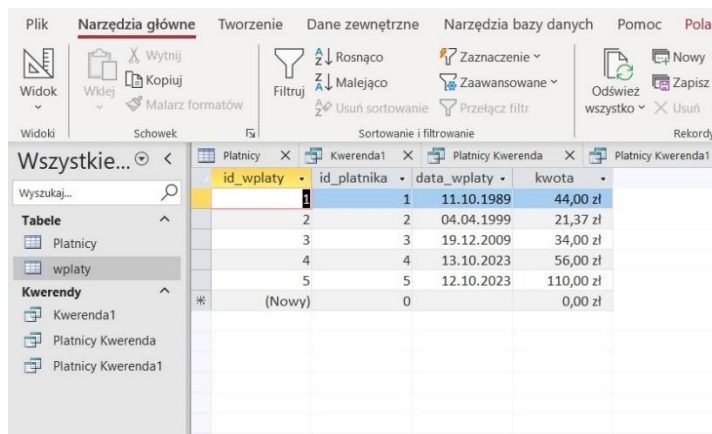 Plik Narzędzia główne Tworzenie Dane zewnętrzne Narzędzia bazy danych Pomoc Pola
Widok
Wklej
Wytnij
Kopiuj
Malarz formatów
Filtruj
Rosnąco
Malejąco
Usuń sortowanie
Zaznaczenie
Zaawansowane
Przełącz filtr
Odśwież wszystko
Nowy
Zapisz
Usuń
Widoki Schowek Sortowanie i filtrowanie Rekordy
Wszystkie...
Wyszukaj...
Tabele
Platnicy
wplaty
Kwerendy
Kwerenda1
Platnicy Kwerenda
Platnicy Kwerenda1
Platnicy Kwerenda1 Platnicy Kwerenda Platnicy Kwerenda1
id_wplaty id_platnika data_wplaty kwota
1 1 11.10.1989 44,00 zł
2 2 04.04.1999 21,37 zł
3 3 19.12.2009 34,00 zł
4 4 13.10.2023 56,00 zł
5 5 12.10.2023 110,00 zł
(Nowy) 0 0,00 zł